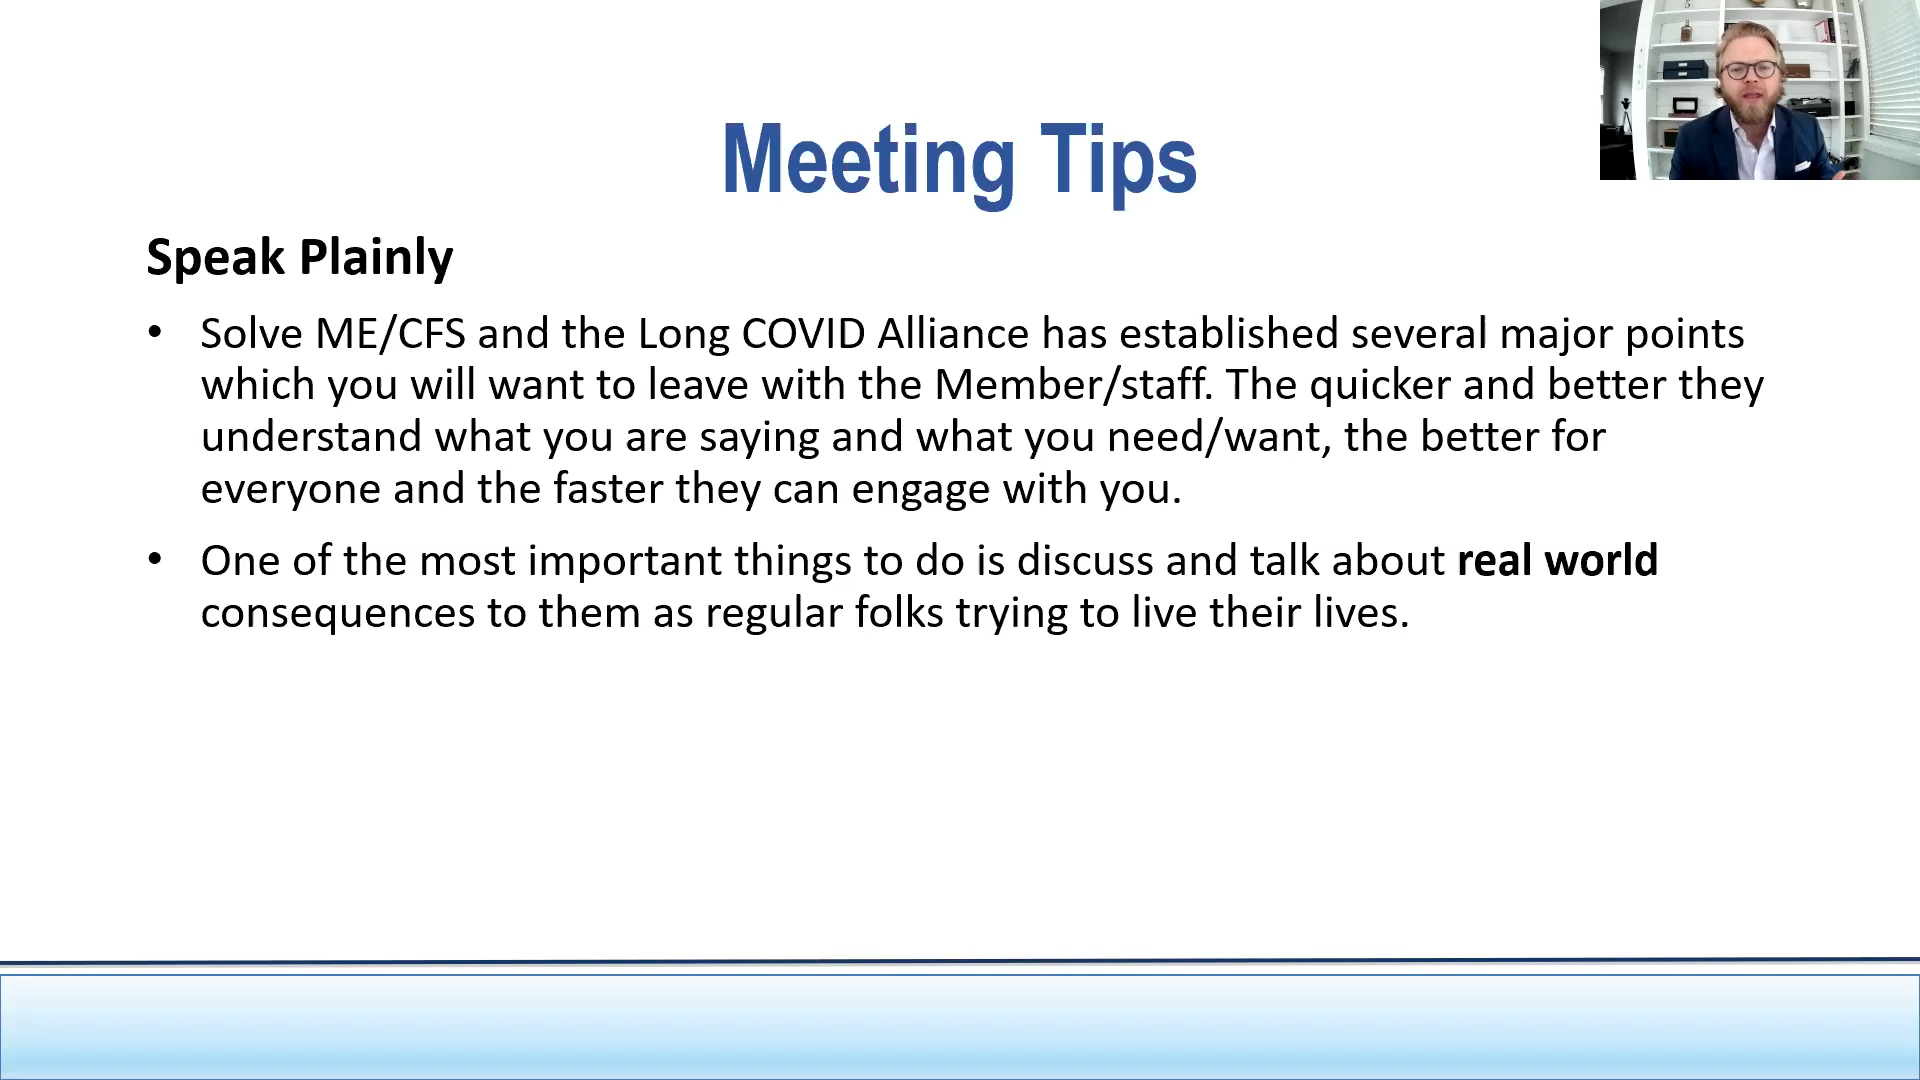 Meeting Tips
Speak Plainly
• Solve ME/CFS and the Long COVID Alliance has established several major points
which you will want to leave with the Member/staff. The quicker and better they
understand what you are saying and what you need/want, the better for
everyone and the faster they can engage with you.
• One of the most important things to do is discuss and talk about real world
consequences to them as regular folks trying to live their lives.